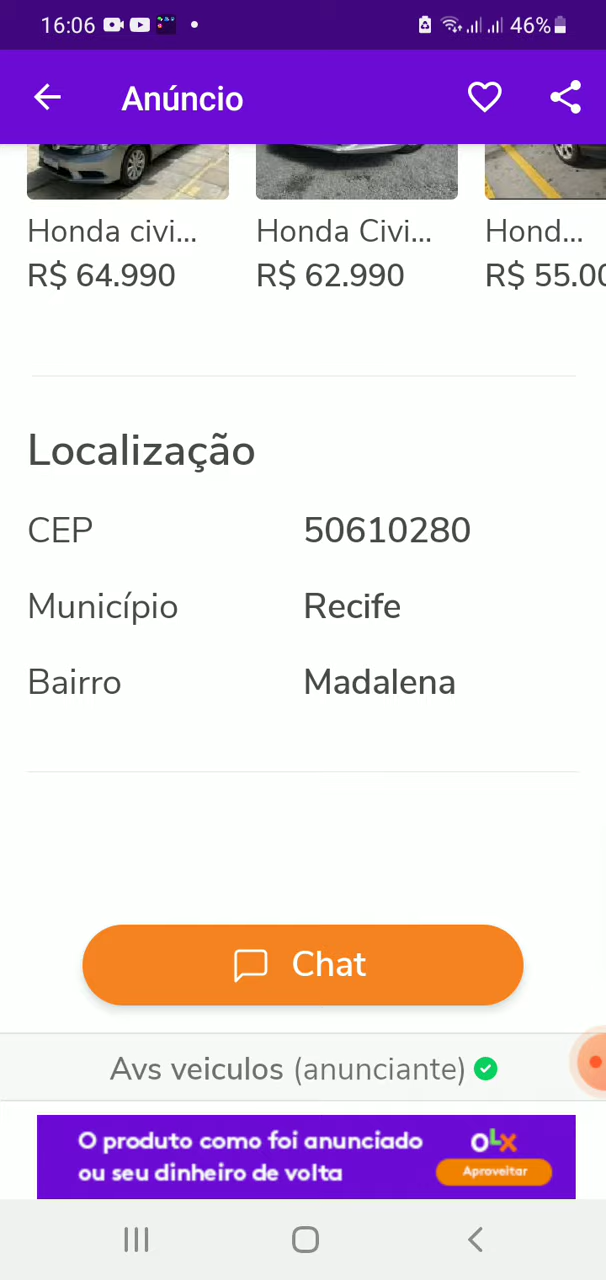 16:06 46%
Anúncio
Honda civi... Honda Civi... Hond...
R$ 64.990 R$ 62.990 R$ 55.00
Localização
CEP 50610280
Município Recife
Bairro Madalena
Chat
Avs veiculos (anunciante)
O produto como foi anunciado
ou seu dinheiro de volta
OLX
Aproveitar